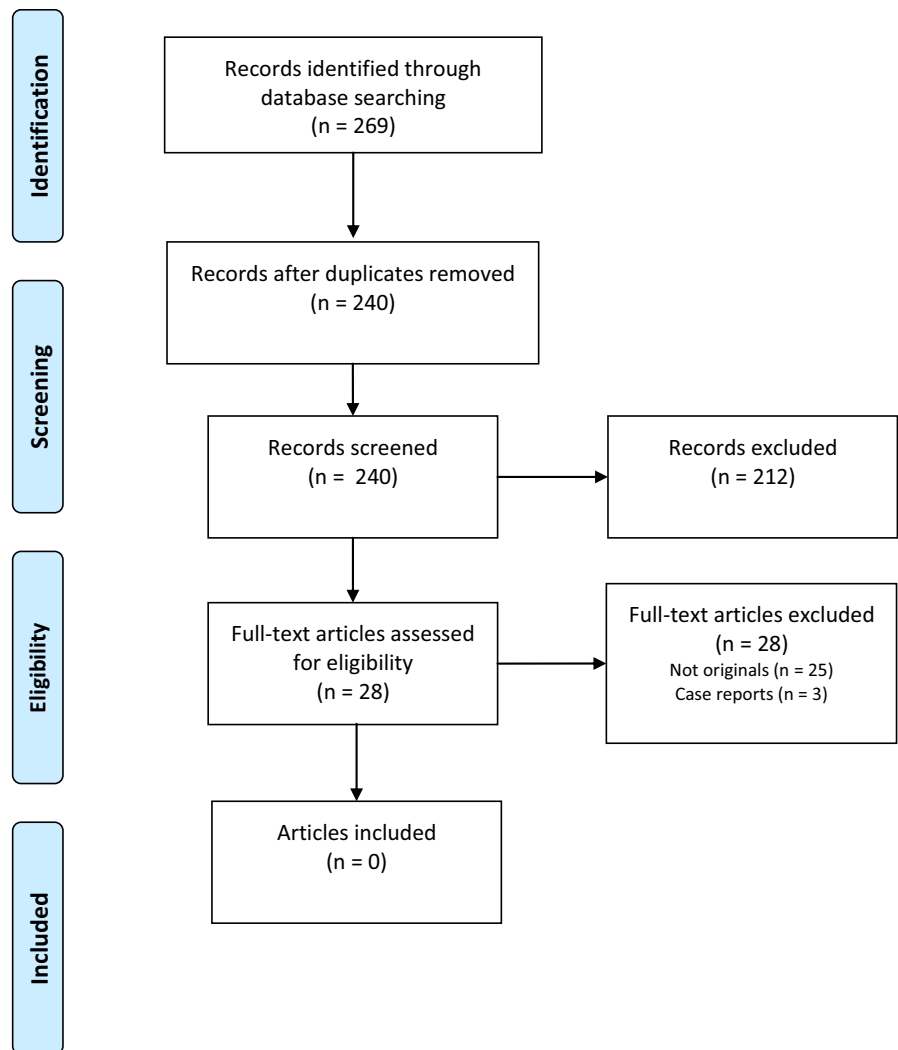 Identification
Records identified through
database searching
(n = 269)
Records after duplicates removed
(n = 240)
Screening
Records screened
(n =  240)
Records excluded
(n = 212)
Eligibility
Full-text articles assessed
for eligibility
(n = 28)
Full-text articles excluded
(n = 28)
Not originals (n = 25)
Case reports (n = 3)
Included
Articles included
(n = 0)